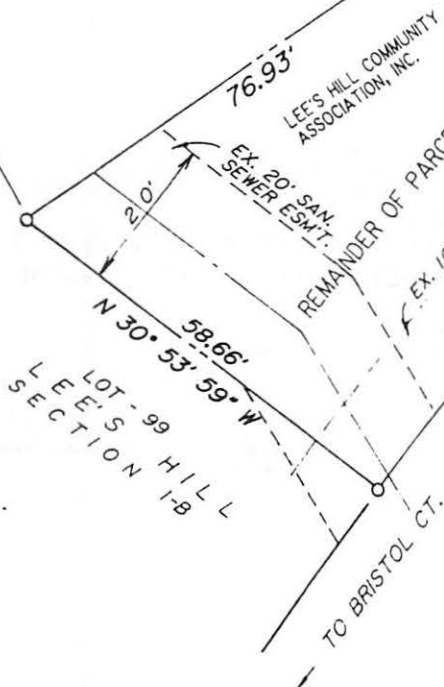 76.93'
LEE'S HILL COMMUNITY
ASSOCIATION, INC.
EX. 20' SAN.
SEWER ESM'T.
20'
REMAINDER OF
EX.
58.66'
N 30° 53' 59" W
LOT - 99
LEE'S HILL
SECTION 1-B
TO BRISTOL CT.